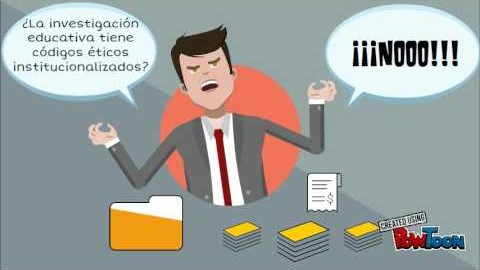 ¿La investigación
educativa tiene
códigos éticos
institucionalizados?
¡¡¡NOOO!!!
$
CREATED USING
POWTOON